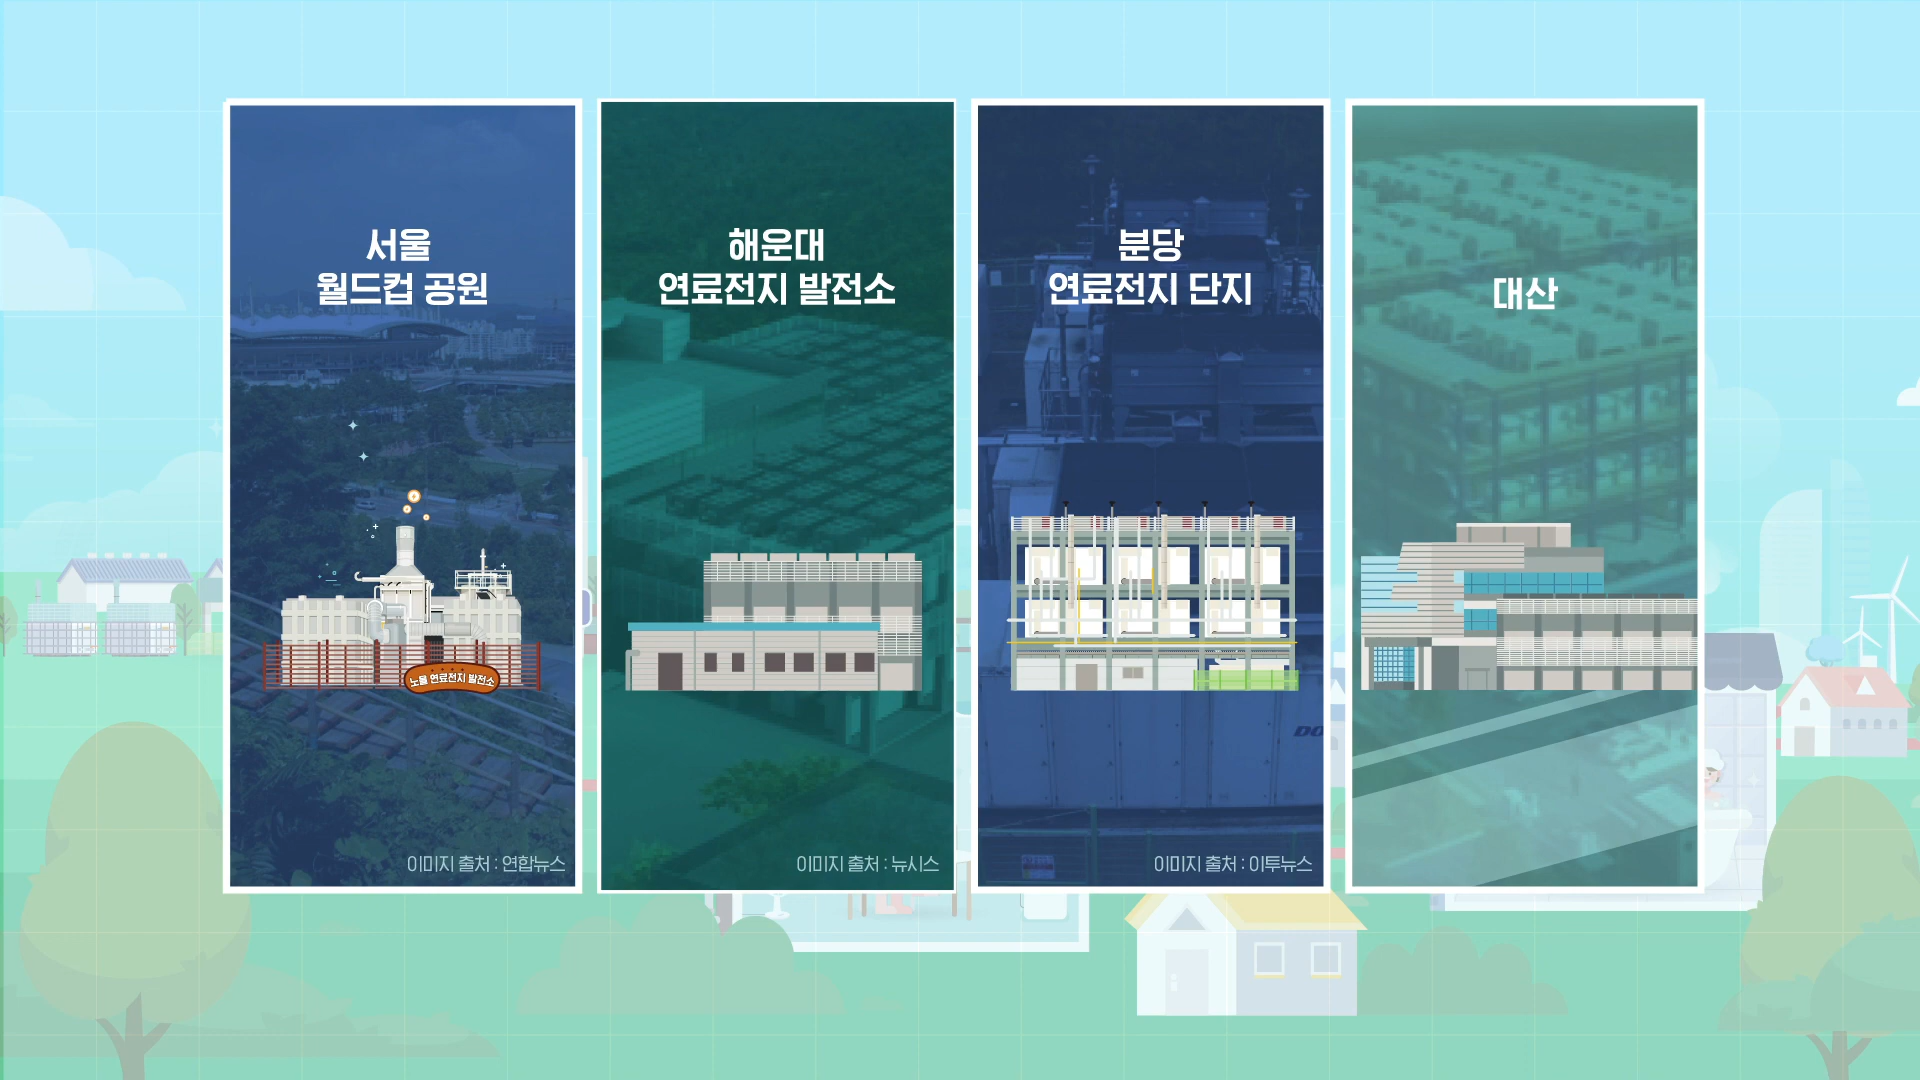 서울
월드컵 공원
노을 연료전지 발전소
이미지 출처 : 연합뉴스
해운대
연료전지 발전소
이미지 출처 : 뉴시스
분당
연료전지 단지
DO
이미지 출처 : 이투뉴스
대산